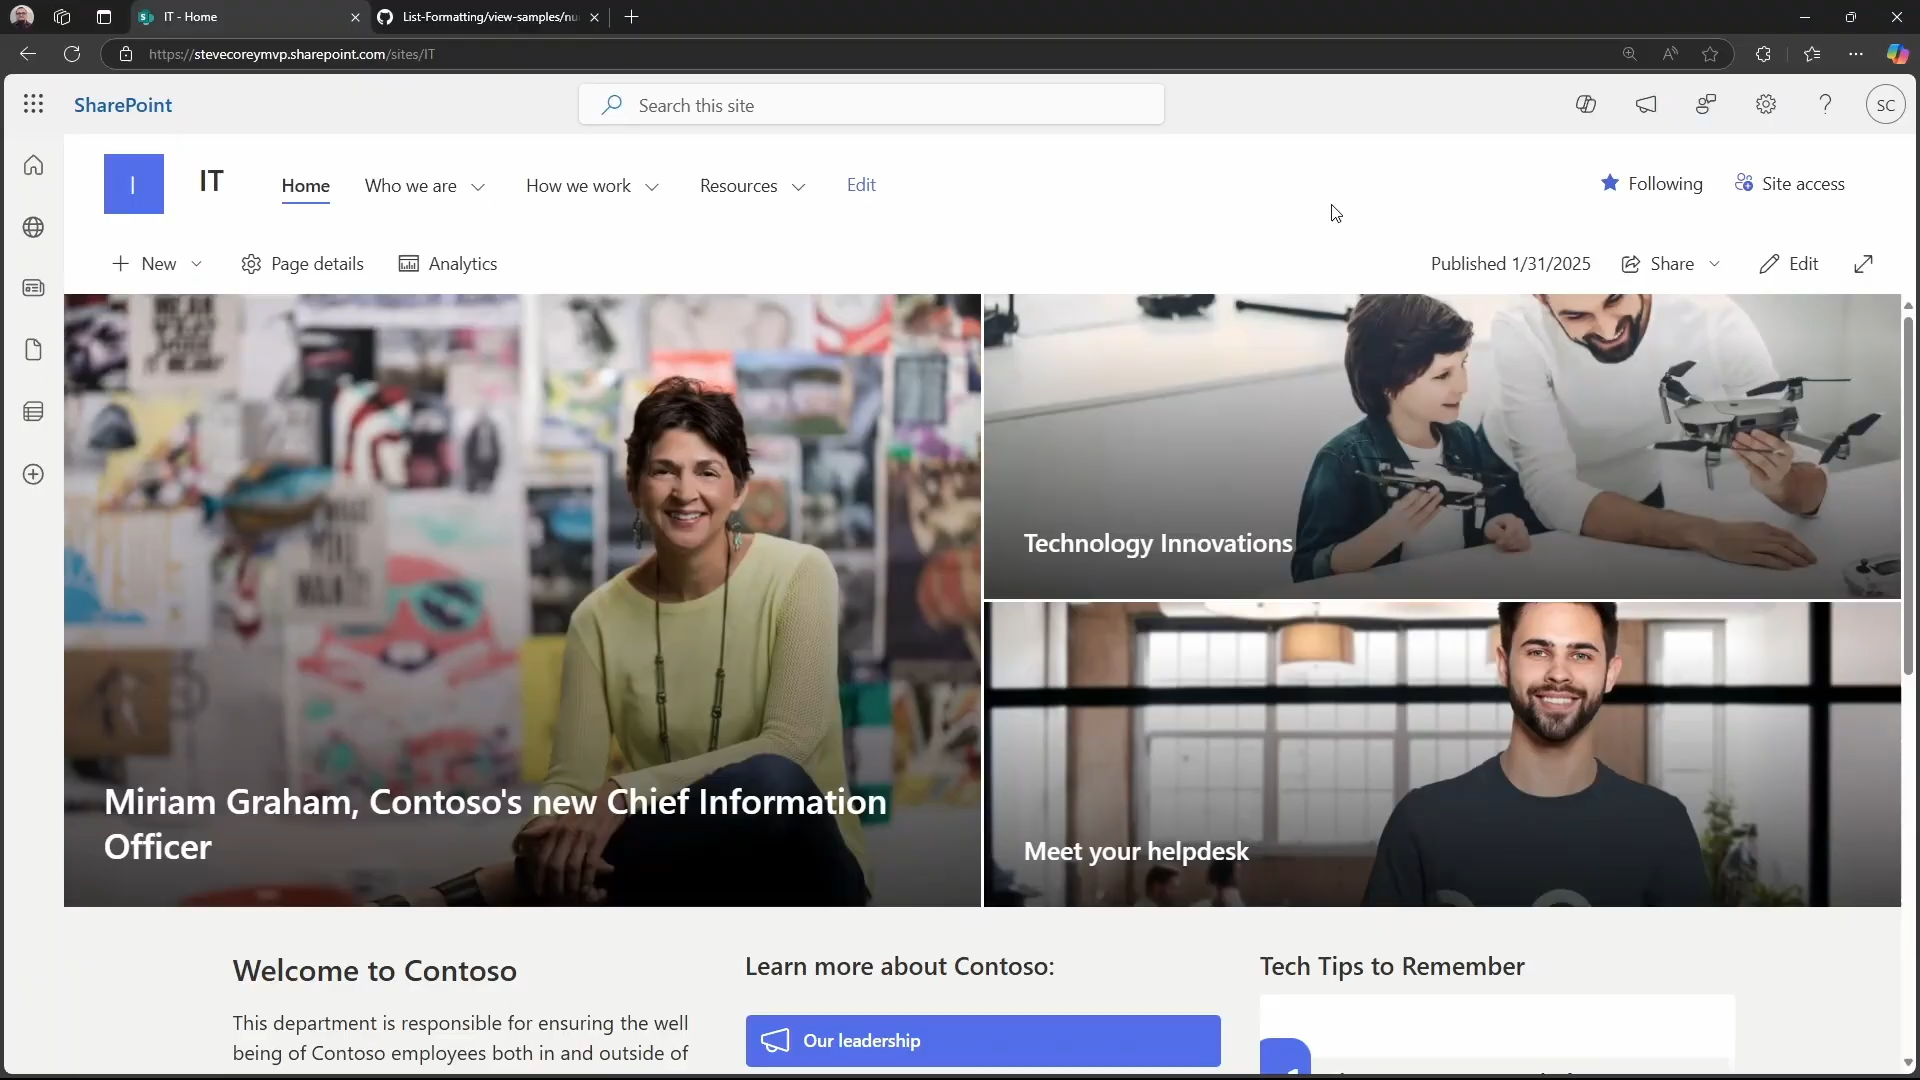 IT - Home
List-Formatting/view-samples/nu
https://stevecoreymvp.sharepoint.com/sites/IT
SharePoint
Search this site
SC
I
IT
Home
Who we are
How we work
Resources
Edit
Following
Site access
New
Page details
Analytics
Published 1/31/2025
Share
Edit
Miriam Graham, Contoso's new Chief Information
Officer
Technology Innovations
Meet your helpdesk
Welcome to Contoso
This department is responsible for ensuring the well
being of Contoso employees both in and outside of
Learn more about Contoso:
Our leadership
Tech Tips to Remember